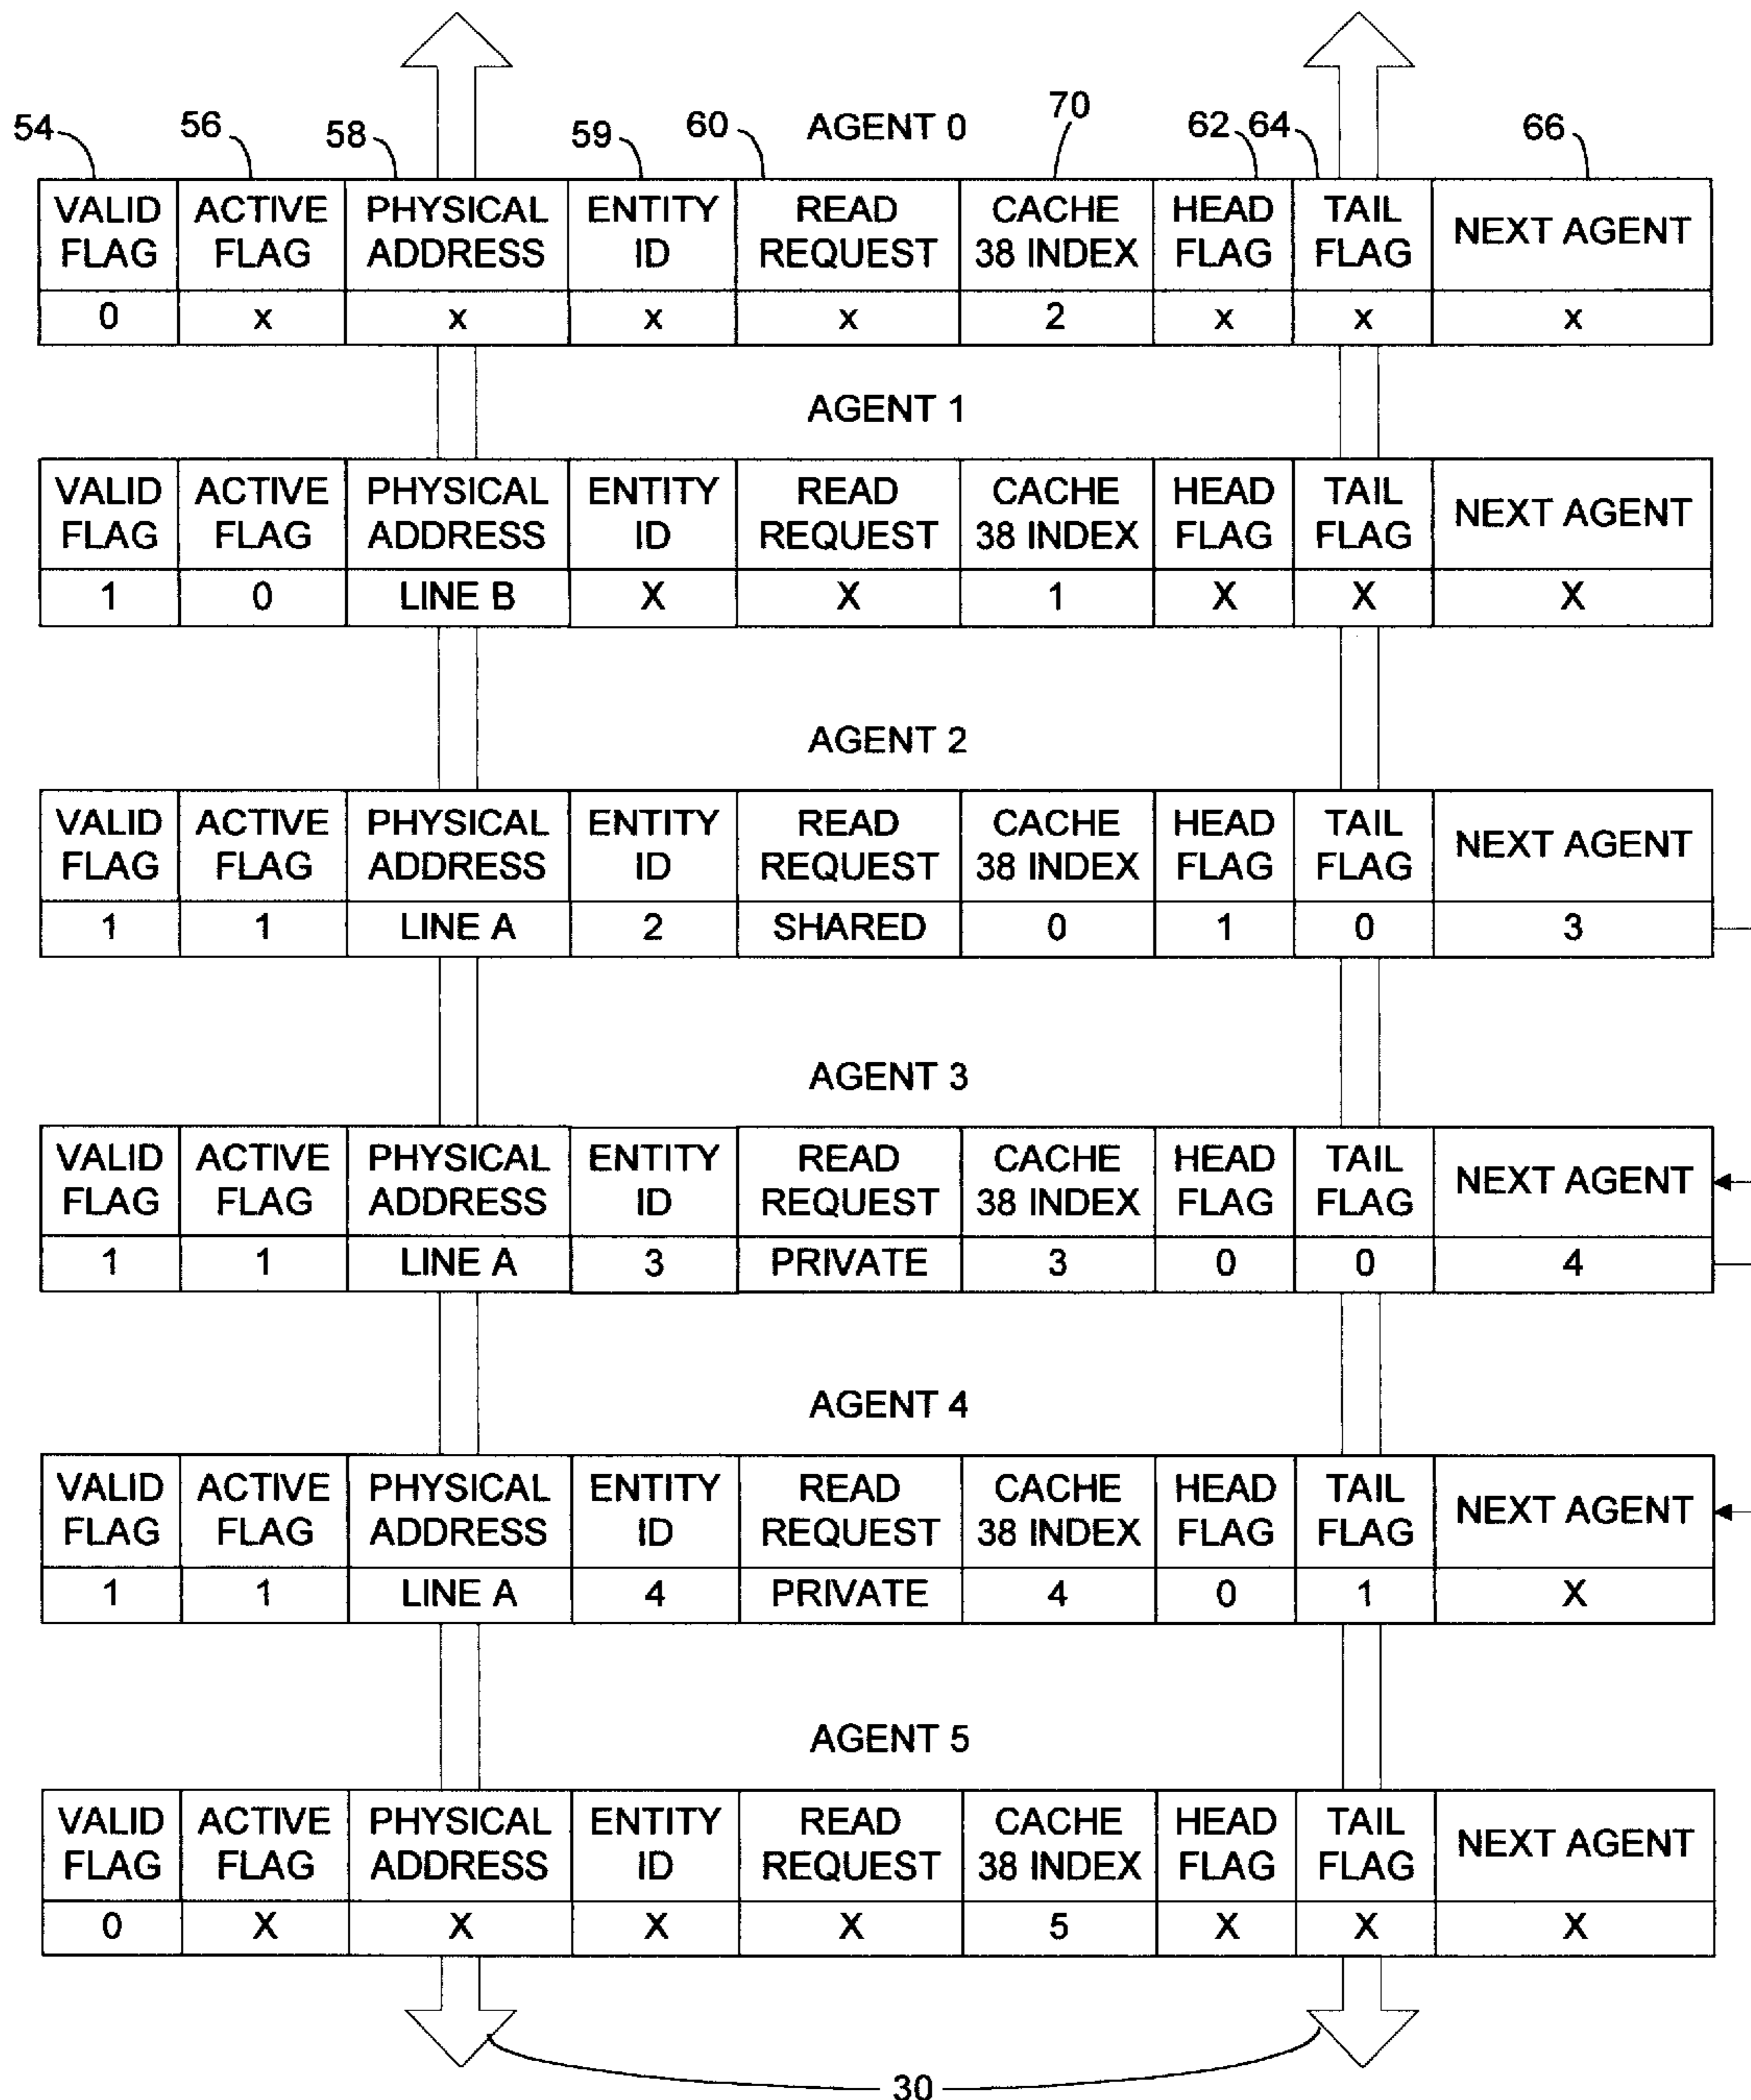 54 56 58 59 60 AGENT 0 70 62 64 66
VALID FLAG ACTIVE FLAG PHYSICAL ADDRESS ENTITY ID READ REQUEST CACHE 38 INDEX HEAD FLAG TAIL FLAG NEXT AGENT
0 x x x x 2 x x x
AGENT 1
VALID FLAG ACTIVE FLAG PHYSICAL ADDRESS ENTITY ID READ REQUEST CACHE 38 INDEX HEAD FLAG TAIL FLAG NEXT AGENT
1 0 LINE B X X 1 X X X
AGENT 2
VALID FLAG ACTIVE FLAG PHYSICAL ADDRESS ENTITY ID READ REQUEST CACHE 38 INDEX HEAD FLAG TAIL FLAG NEXT AGENT
1 1 LINE A 2 SHARED 0 1 0 3
AGENT 3
VALID FLAG ACTIVE FLAG PHYSICAL ADDRESS ENTITY ID READ REQUEST CACHE 38 INDEX HEAD FLAG TAIL FLAG NEXT AGENT
1 1 LINE A 3 PRIVATE 3 0 0 4
AGENT 4
VALID FLAG ACTIVE FLAG PHYSICAL ADDRESS ENTITY ID READ REQUEST CACHE 38 INDEX HEAD FLAG TAIL FLAG NEXT AGENT
1 1 LINE A 4 PRIVATE 4 0 1 X
AGENT 5
VALID FLAG ACTIVE FLAG PHYSICAL ADDRESS ENTITY ID READ REQUEST CACHE 38 INDEX HEAD FLAG TAIL FLAG NEXT AGENT
0 X X X X 5 X X X
30